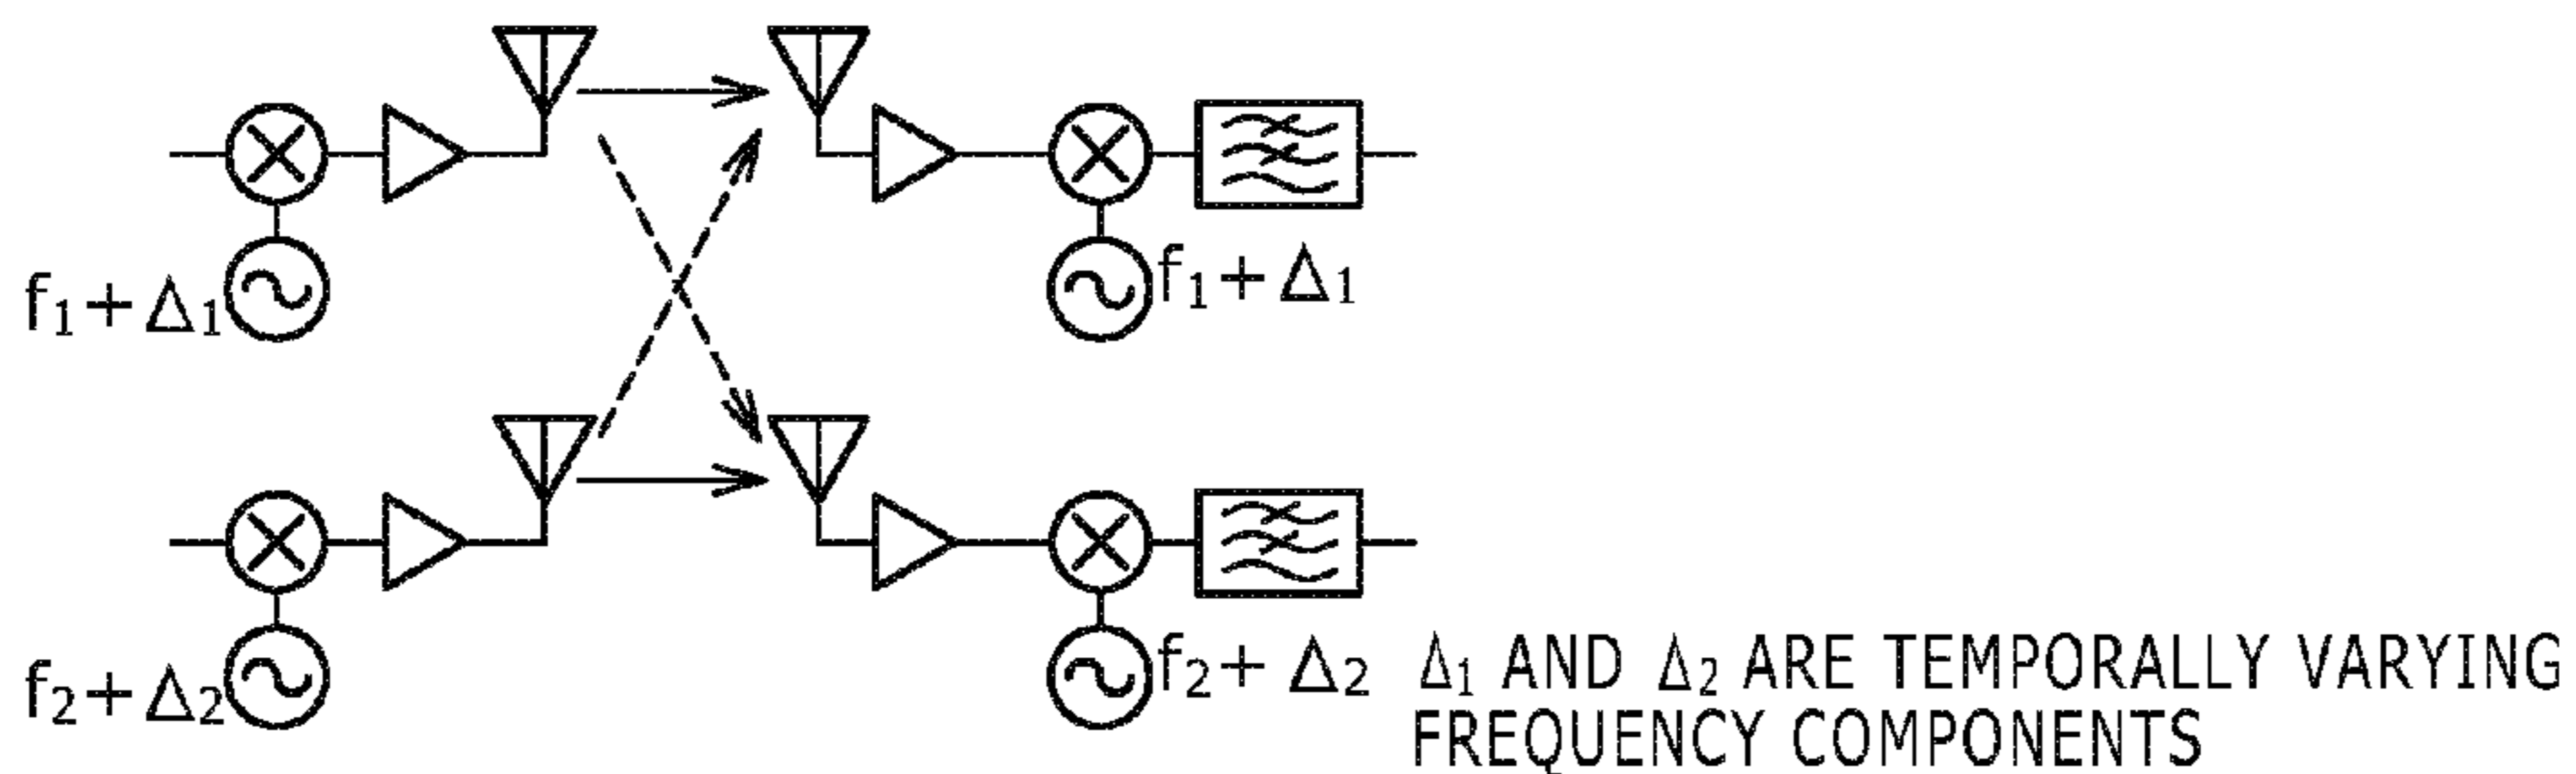 f₁+Δ₁
f₁+Δ₁
f₂+Δ₂
f₂+Δ₂
Δ₁ AND Δ₂ ARE TEMPORALLY VARYING
FREQUENCY COMPONENTS